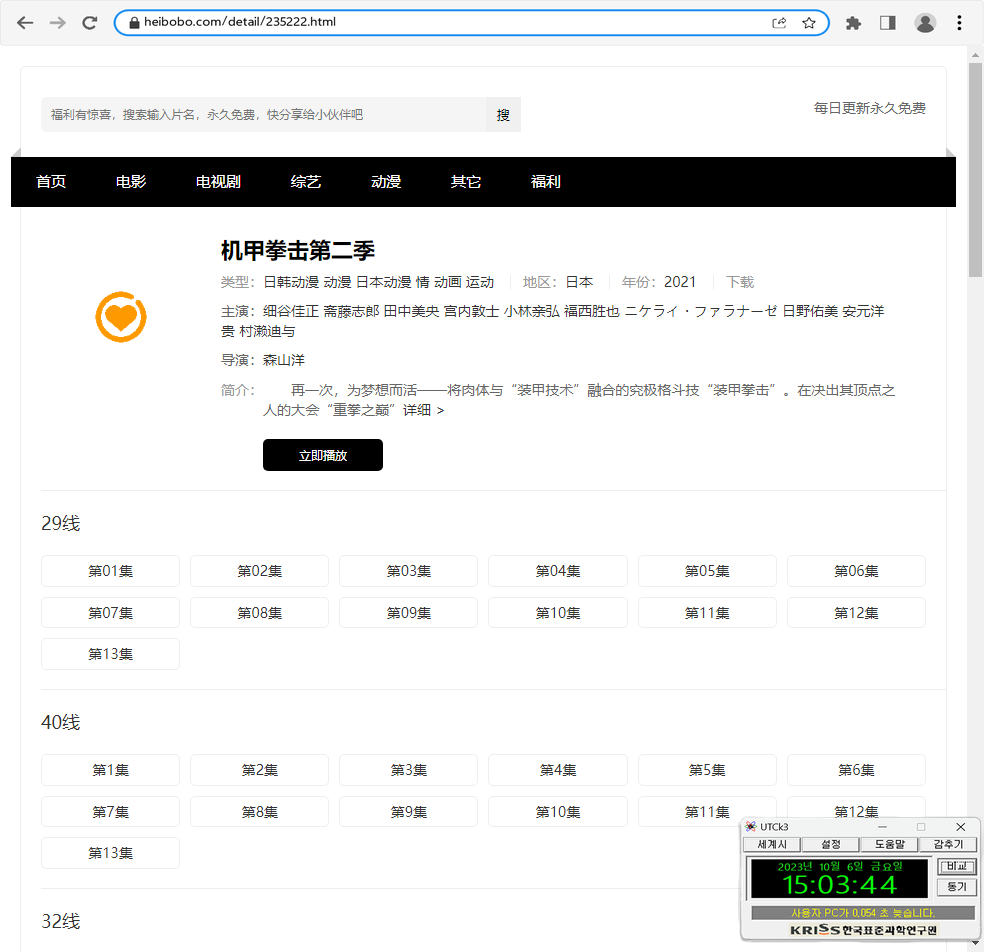 heibobo.com/detail/235222.html
福利有惊喜，搜索输入片名，永久免费，快分享给小伙伴吧
搜
每日更新永久免费
首页 电影 电视剧 综艺 动漫 其它 福利
机甲拳击第二季
类型：日韩动漫 动漫 日本动漫 情 动画 运动 地区：日本 年份：2021 下载
主演：细谷佳正 斋藤志郎 田中美央 宫内敦士 小林亲弘 福西胜也 ニケライ・ファラナーゼ 日野佑美 安元洋
贵 村濑迪与
导演：森山洋
简介： 再一次，为梦想而活——将肉体与“装甲技术”融合的究极格斗技“装甲拳击”。在决出其顶点之
人的大会“重拳之巅”详细 >
立即播放
29线
第01集 第02集 第03集 第04集 第05集 第06集
第07集 第08集 第09集 第10集 第11集 第12集
第13集
40线
第1集 第2集 第3集 第4集 第5集 第6集
第7集 第8集 第9集 第10集 第11集 第12集
第13集
32线
UTCk3
세계시 설정 도움말 감추기
2023년 10월 6일 금요일
15:03:44
비교
동기
사용자 PC가 0.054 초 늦습니다.
KRISS 한국표준과학연구원